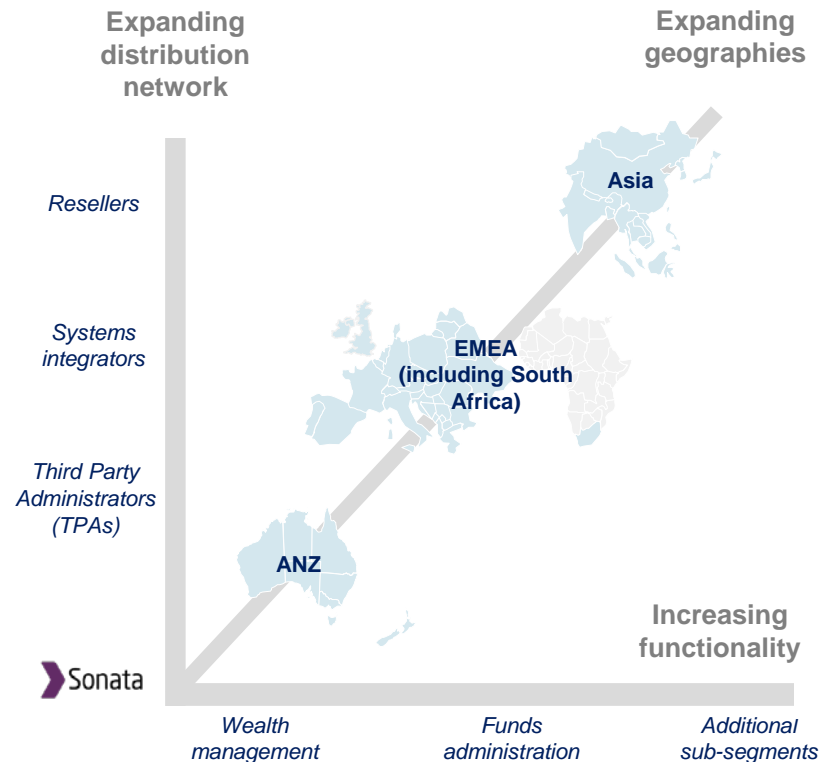 Expanding
distribution
network
Expanding
geographies
Resellers
Asia
Systems
integrators
EMEA
(including South
Africa)
Third Party
Administrators
(TPAs)
ANZ
Increasing
functionality
Sonata
Wealth
management
Funds
administration
Additional
sub-segments